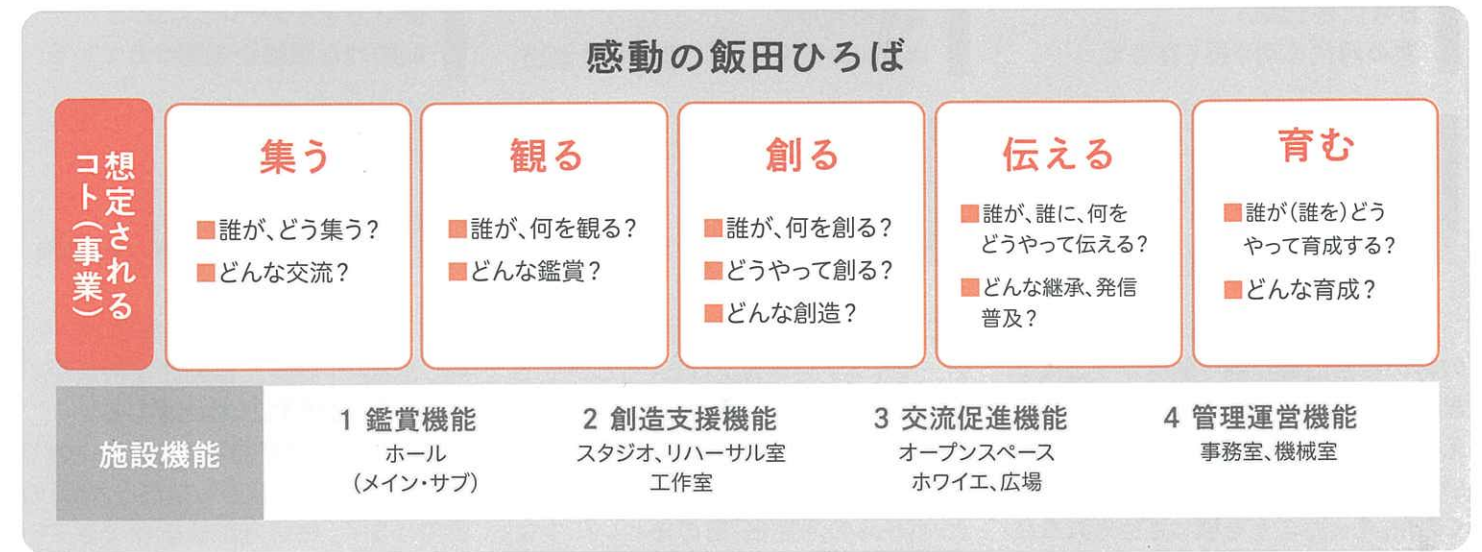 感動の飯田ひろば
想定される
コト(事業)
集う
■誰が、どう集う?
■どんな交流?
観る
■誰が、何を観る?
■どんな鑑賞?
創る
■誰が、何を創る?
■どうやって創る?
■どんな創造?
伝える
■誰が、誰に、何を
どうやって伝える?
■どんな継承、発信
普及?
育む
■誰が(誰を)どう
やって育成する?
■どんな育成?
施設機能
1 鑑賞機能
ホール
(メイン・サブ)
2 創造支援機能
スタジオ、リハーサル室
工作室
3 交流促進機能
オープンスペース
ホワイエ、広場
4 管理運営機能
事務室、機械室